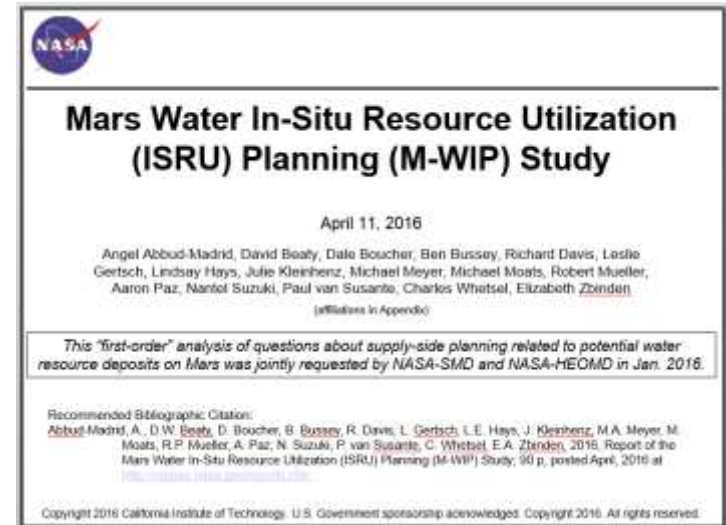 NASA
Mars Water In-Situ Resource Utilization
(ISRU) Planning (M-WIP) Study
April 11, 2016
Angel Abbud-Madrid, David Beaty, Dale Boucher, Ben Bussey, Richard Davis, Leslie
Gertsch, Lindsay Hays, Julie Kleinhenz, Michael Meyer, Michael Moats, Robert Mueller,
Aaron Paz, Nantel Suzuki, Paul van Susante, Charles Whetsel, Elizabeth Zbinden
(affiliations in Appendix)
This "first-order" analysis of questions about supply-side planning related to potential water
resource deposits on Mars was jointly requested by NASA-SMD and NASA-HEOMD in Jan. 2016.
Recommended Bibliographic Citation:
Abbud-Madrid, A., D.W. Beaty, D. Boucher, B. Bussey, R. Davis, L. Gertsch, L.E. Hays, J. Kleinhenz, M.A. Meyer, M.
Moats, R.P. Mueller, A. Paz, N. Suzuki, P. van Susante, C. Whetsel, E.A. Zbinden, 2016, Report of the
Mars Water In-Situ Resource Utilization (ISRU) Planning (M-WIP) Study; 90 p, posted April, 2016 at
Copyright 2016 California Institute of Technology. U.S. Government sponsorship acknowledged. Copyright 2016. All rights reserved.